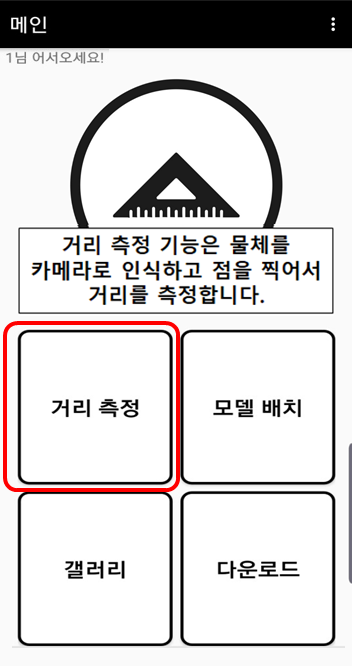 메인
1님 어서오세요!
거리 측정 기능은 물체를
카메라로 인식하고 점을 찍어서
거리를 측정합니다.
거리 측정
모델 배치
갤러리
다운로드